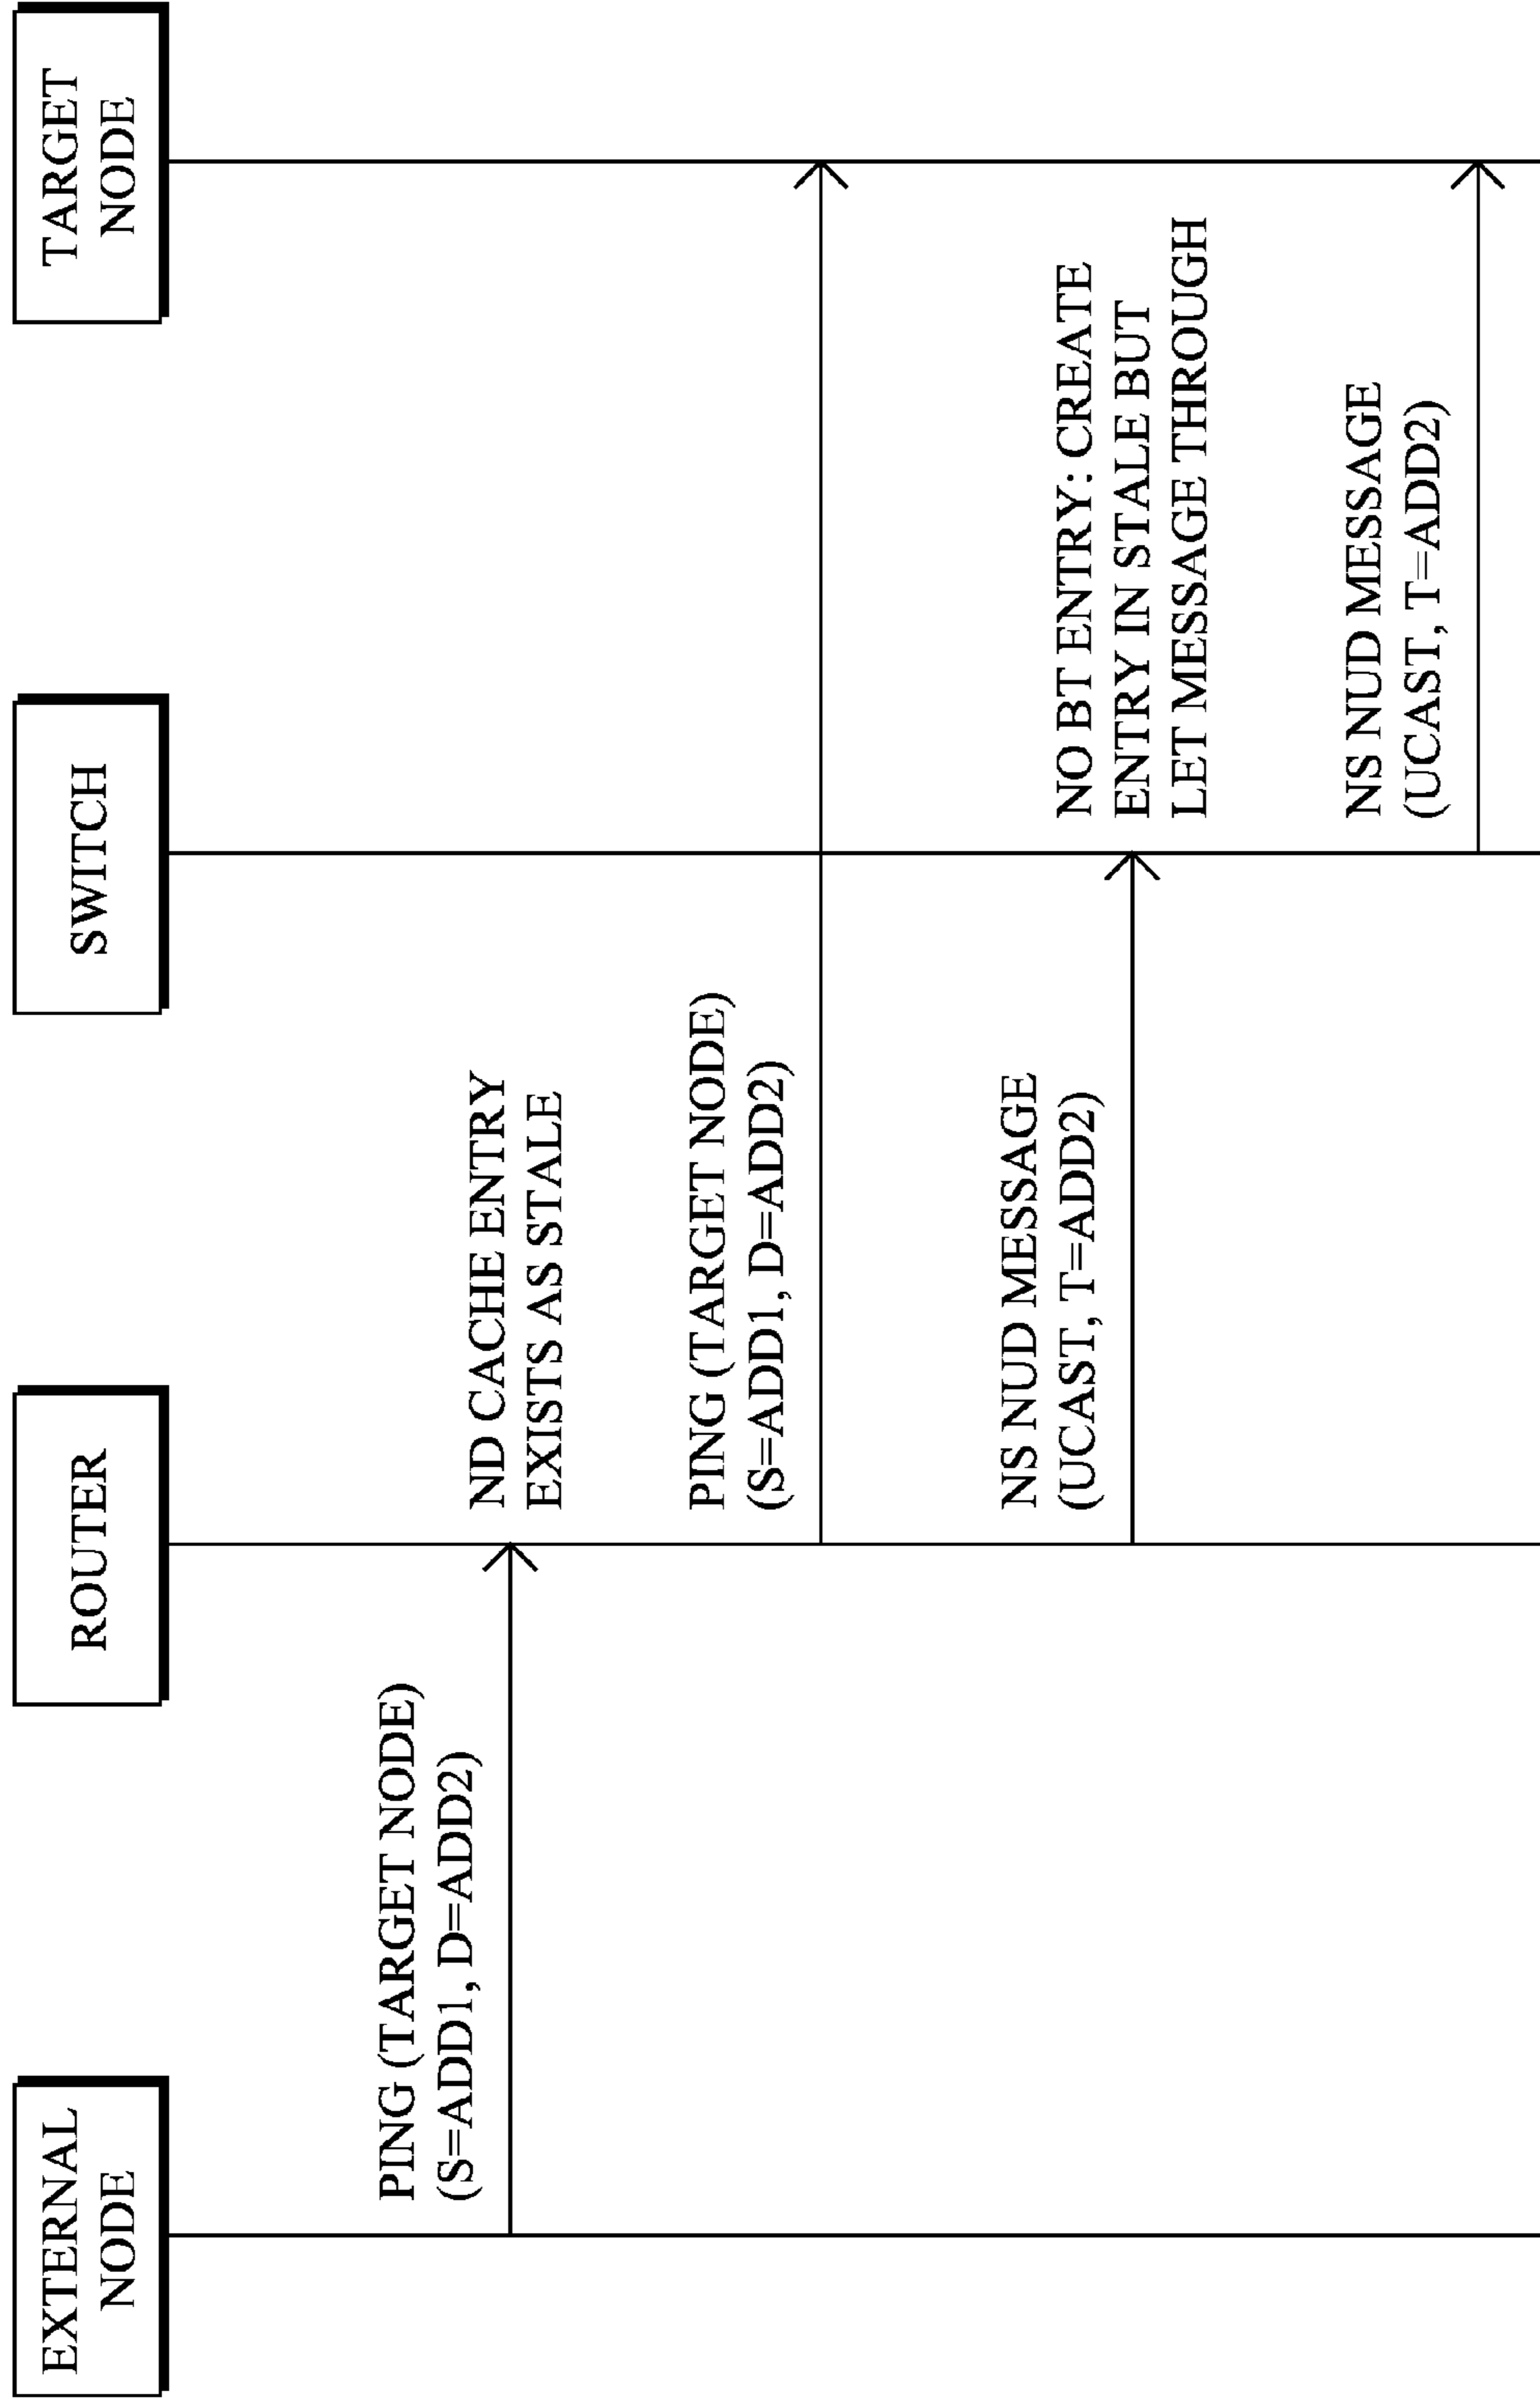 EXTERNAL
NODE
ROUTER
SWITCH
TARGET
NODE
PING (TARGET NODE)
(S=ADD1, D=ADD2)
ND CACHE ENTRY
EXISTS AS STALE
PING (TARGET NODE)
(S=ADD1, D=ADD2)
NS NUD MESSAGE
(UCAST, T=ADD2)
NO BT ENTRY: CREATE
ENTRY IN STALE BUT
LET MESSAGE THROUGH
NS NUD MESSAGE
(UCAST, T=ADD2)